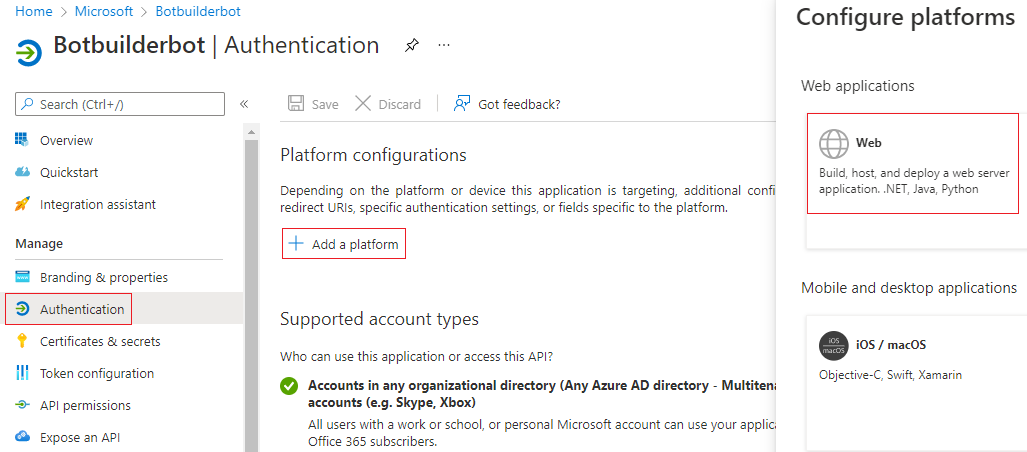 Home > Microsoft > Botbuilderbot
Botbuilderbot | Authentication
Search (Ctrl+/)
Overview
Quickstart
Integration assistant
Manage
Branding & properties
Authentication
Certificates & secrets
Token configuration
API permissions
Expose an API
Save
Discard
Got feedback?
Platform configurations
Depending on the platform or device this application is targeting, additional confi
redirect URIs, specific authentication settings, or fields specific to the platform.
Add a platform
Supported account types
Who can use this application or access this API?
Accounts in any organizational directory (Any Azure AD directory - Multitena
accounts (e.g. Skype, Xbox)
All users with a work or school, or personal Microsoft account can use your applic
Office 365 subscribers.
Configure platforms
Web applications
Web
Build, host, and deploy a web server
application. .NET, Java, Python
Mobile and desktop applications
iOS
macOS
iOS / macOS
Objective-C, Swift, Xamarin